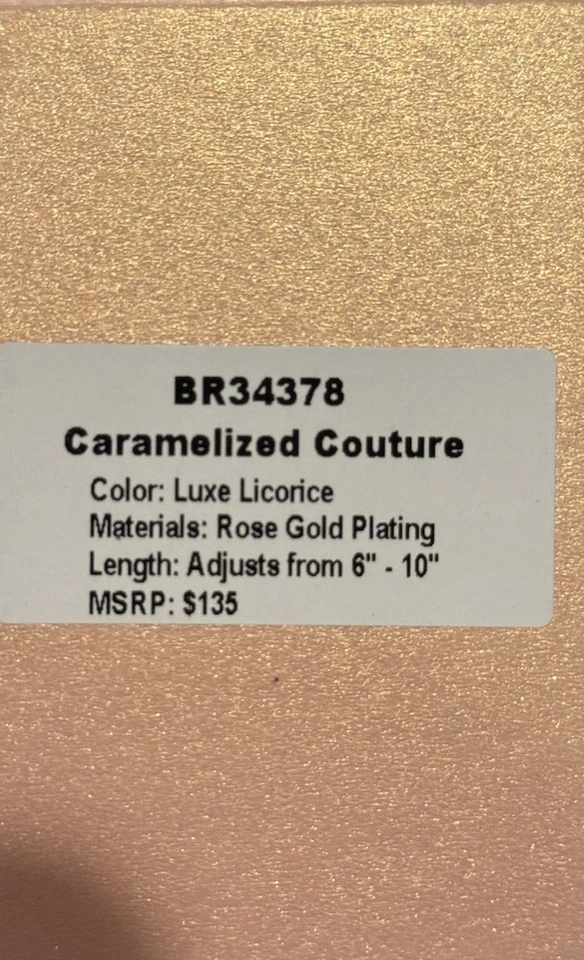 BR34378
Caramelized Couture
Color: Luxe Licorice
Materials: Rose Gold Plating
Length: Adjusts from 6" - 10"
MSRP: $135